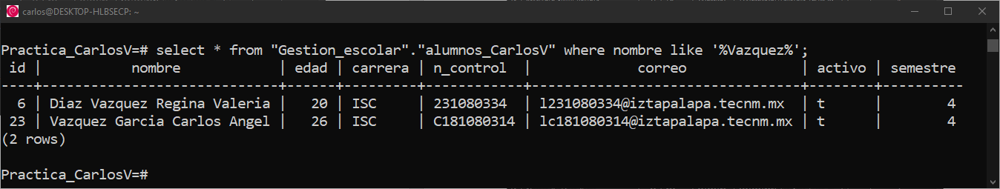 carlos@DESKTOP-HLBSECP: ~
Practica_CarlosV=# select * from "Gestion_escolar"."alumnos_CarlosV" where nombre like '%Vazquez%';
 id |           nombre            | edad | carrera | n_control  |              correo              | activo | semestre
----+-----------------------------+------+---------+------------+----------------------------------+--------+----------
  6 | Diaz Vazquez Regina Valeria |   20 | ISC     | 231080334  | l231080334@iztapalapa.tecnm.mx   | t      |        4
 23 | Vazquez Garcia Carlos Angel |   26 | ISC     | C181080314 | lc181080314@iztapalapa.tecnm.mx | t      |        4
(2 rows)
Practica_CarlosV=#